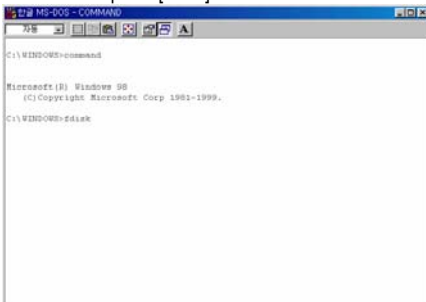 한글 MS-DOS - COMMAND
자동
A
C:\WINDOWS>command
Microsoft(R) Windows 98
(C)Copyright Microsoft Corp 1981-1999.
C:\WINDOWS>fdisk